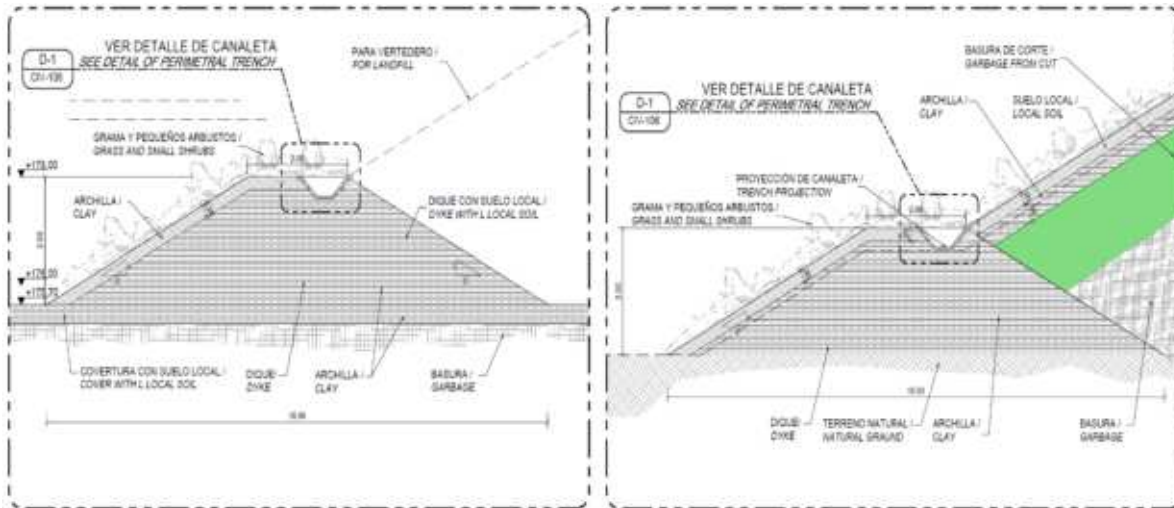 D-1
CIV-106
VER DETALLE DE CANALETA
SEE DETAIL OF PERIMETRAL TRENCH
PARA VERTEDERO /
FOR LANDFILL
GRAMA Y PEQUEÑOS ARBUSTOS /
GRASS AND SMALL SHRUBS
ARCHILLA /
CLAY
DIQUE CON SUELO LOCAL /
DYKE WITH L LOCAL SOIL
COVERTURA CON SUELO LOCAL /
COVER WITH L LOCAL SOIL
DIQUE/
DYKE
ARCHILLA /
CLAY
BASURA /
GARBAGE
D-1
CIV-106
VER DETALLE DE CANALETA
SEE DETAIL OF PERIMETRAL TRENCH
BASURA DE CORTE /
GARBAGE FROM CUT
ARCHILLA /
CLAY
SUELO LOCAL /
LOCAL SOIL
PROYECCIÓN DE CANALETA /
TRENCH PROJECTION
GRAMA Y PEQUEÑOS ARBUSTOS /
GRASS AND SMALL SHRUBS
DIQUE/
DYKE
TERRENO NATURAL /
NATURAL GRAUND
ARCHILLA /
CLAY
BASURA /
GARBAGE